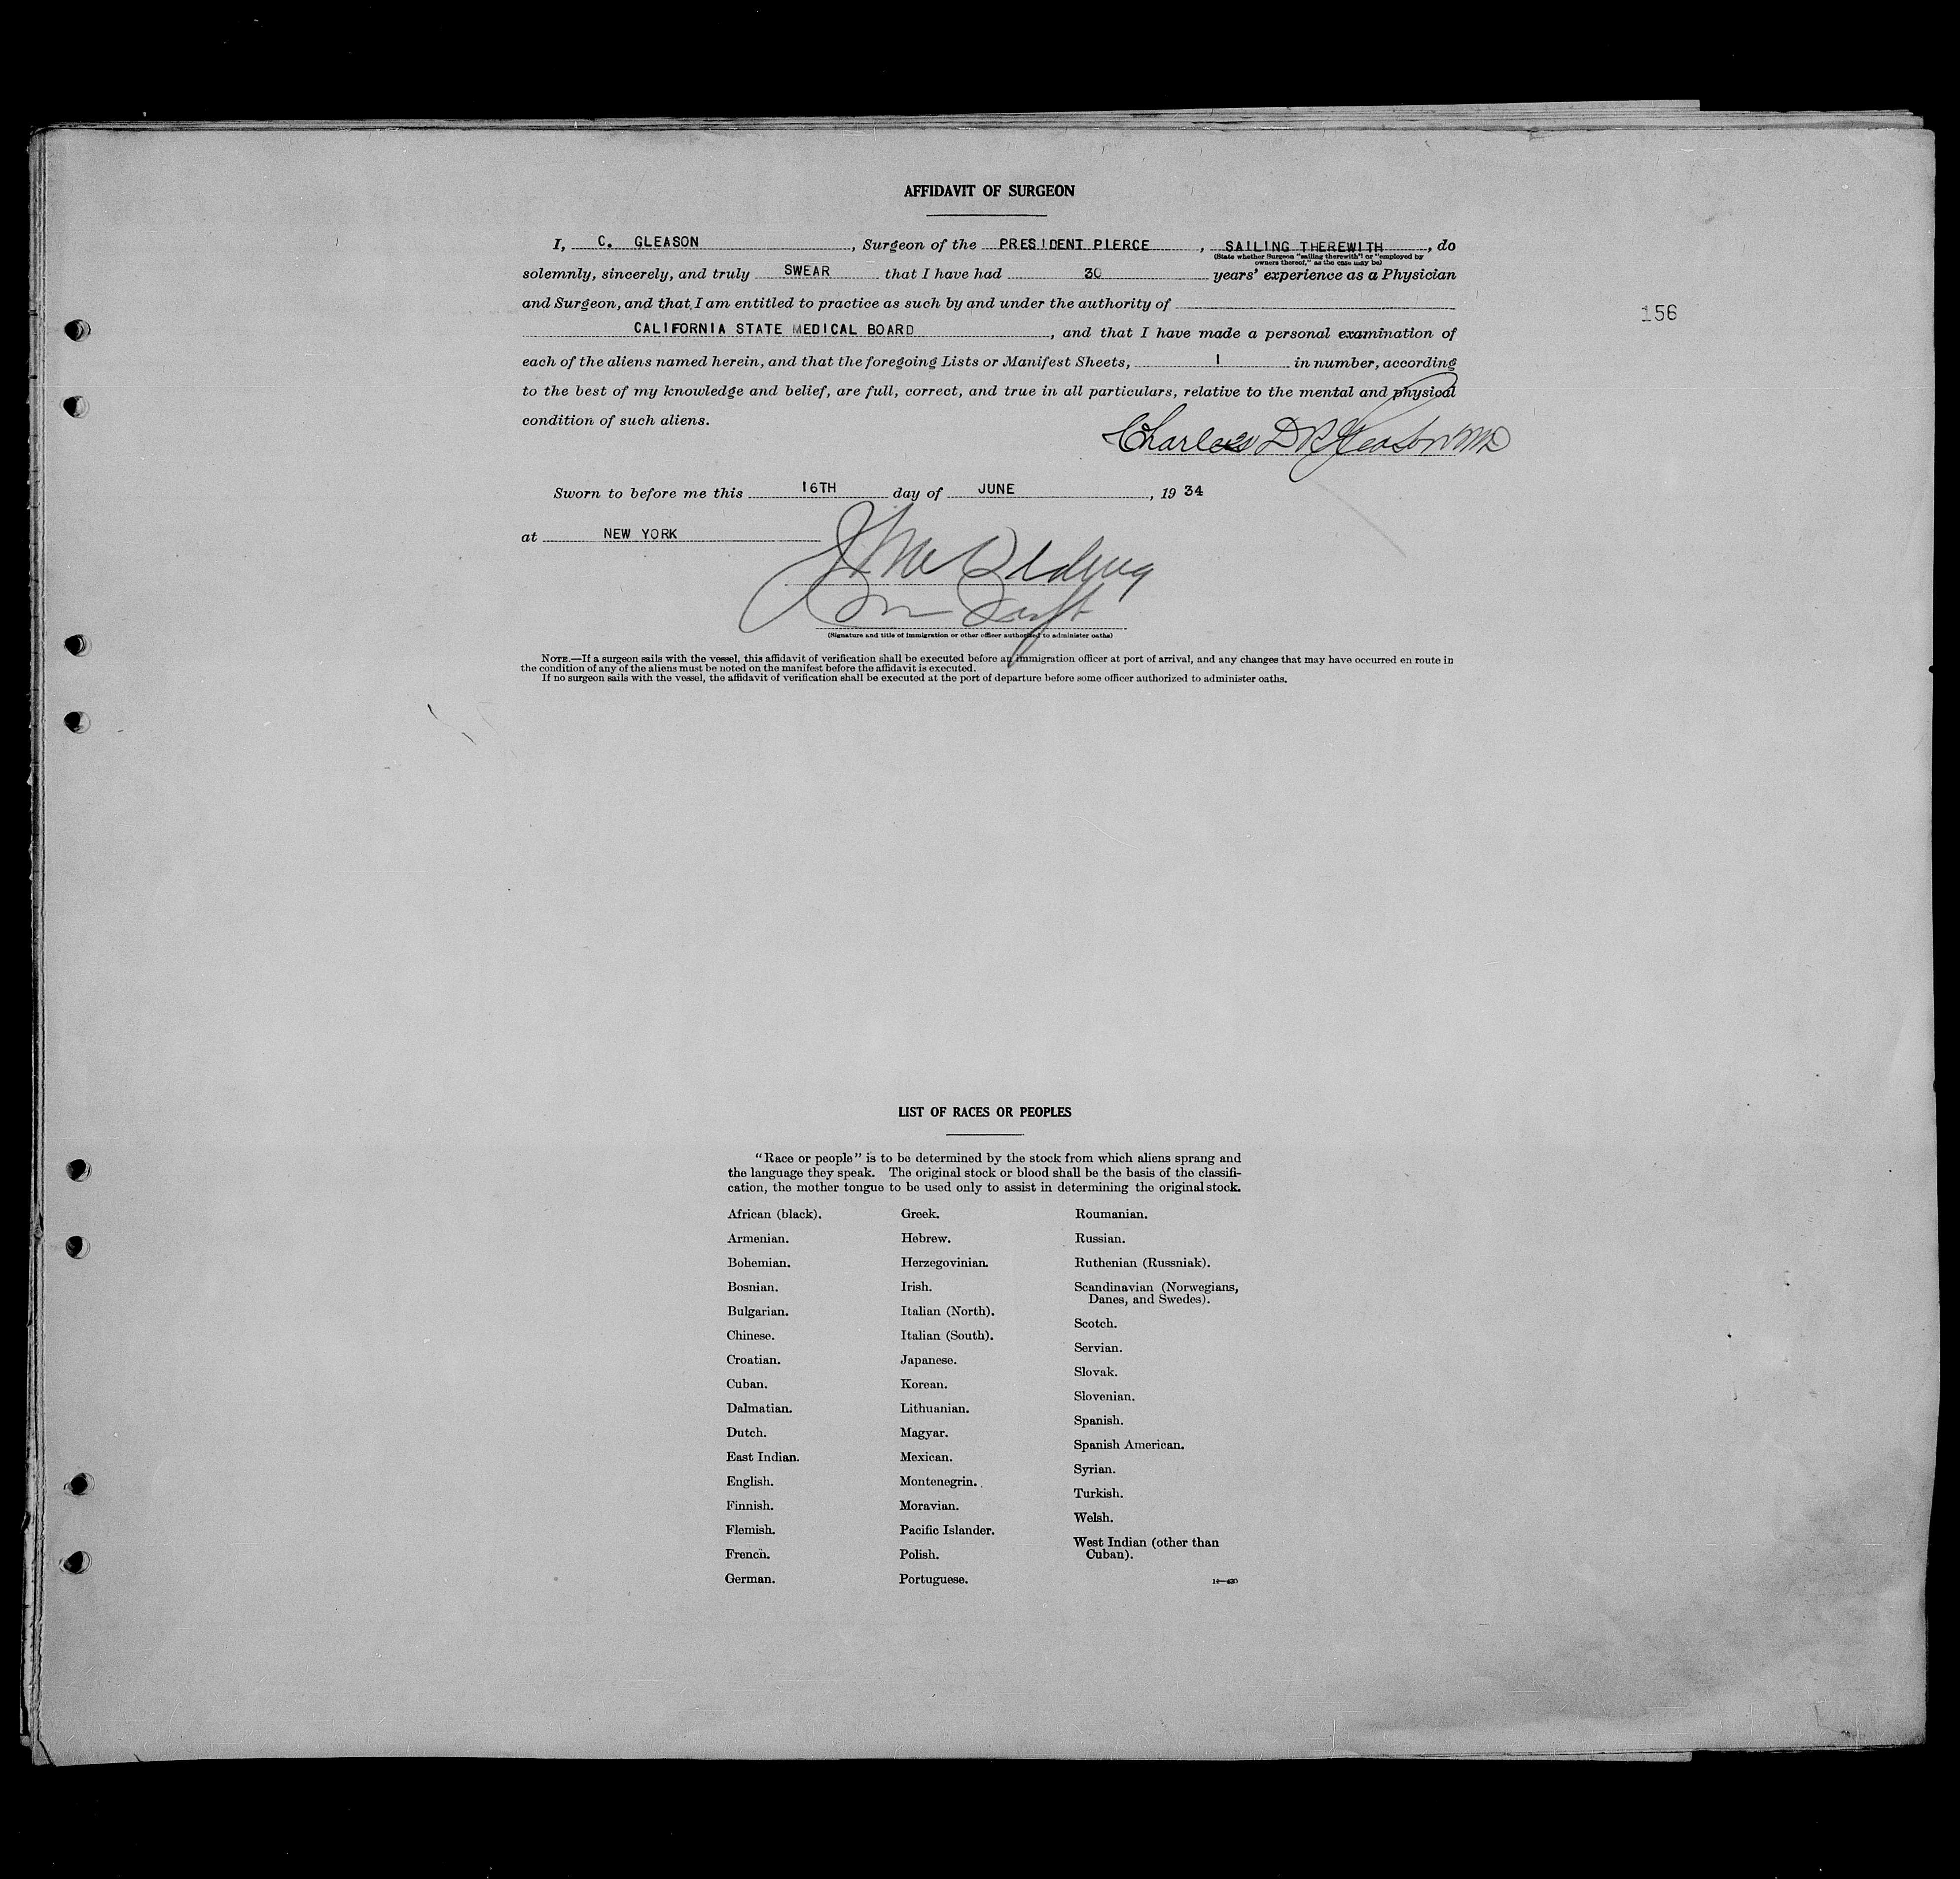 AFFIDAVIT OF SURGEON
I, C. GLEASON, Surgeon of the PRESIDENT PIERCE, SAILING THEREWITH, do
(State whether Surgeon "sailing therewith" or "employed by
owners thereof," as the case may be)
solemnly, sincerely, and truly SWEAR that I have had 30 years' experience as a Physician
and Surgeon, and that I am entitled to practice as such by and under the authority of
156
CALIFORNIA STATE MEDICAL BOARD, and that I have made a personal examination of
each of the aliens named herein, and that the foregoing Lists or Manifest Sheets, 1 in number, according
to the best of my knowledge and belief, are full, correct, and true in all particulars, relative to the mental and physical
condition of such aliens.
Charles D Gleason MD
Sworn to before me this 16TH day of JUNE, 1934
at NEW YORK
(Signature and title of immigration or other officer authorized to administer oaths)
NOTE.—If a surgeon sails with the vessel, this affidavit of verification shall be executed before an immigration officer at port of arrival, and any changes that may have occurred en route in
the condition of any of the aliens must be noted on the manifest before the affidavit is executed.
If no surgeon sails with the vessel, the affidavit of verification shall be executed at the port of departure before some officer authorized to administer oaths.
LIST OF RACES OR PEOPLES
"Race or people" is to be determined by the stock from which aliens sprang and
the language they speak. The original stock or blood shall be the basis of the classifi-
cation, the mother tongue to be used only to assist in determining the original stock.
African (black).
Armenian.
Bohemian.
Bosnian.
Bulgarian.
Chinese.
Croatian.
Cuban.
Dalmatian.
Dutch.
East Indian.
English.
Finnish.
Flemish.
French.
German.
Greek.
Hebrew.
Herzegovinian.
Irish.
Italian (North).
Italian (South).
Japanese.
Korean.
Lithuanian.
Magyar.
Mexican.
Montenegrin.
Moravian.
Pacific Islander.
Polish.
Portuguese.
Roumanian.
Russian.
Ruthenian (Russniak).
Scandinavian (Norwegians,
Danes, and Swedes).
Scotch.
Servian.
Slovak.
Slovenian.
Spanish.
Spanish American.
Syrian.
Turkish.
Welsh.
West Indian (other than
Cuban).